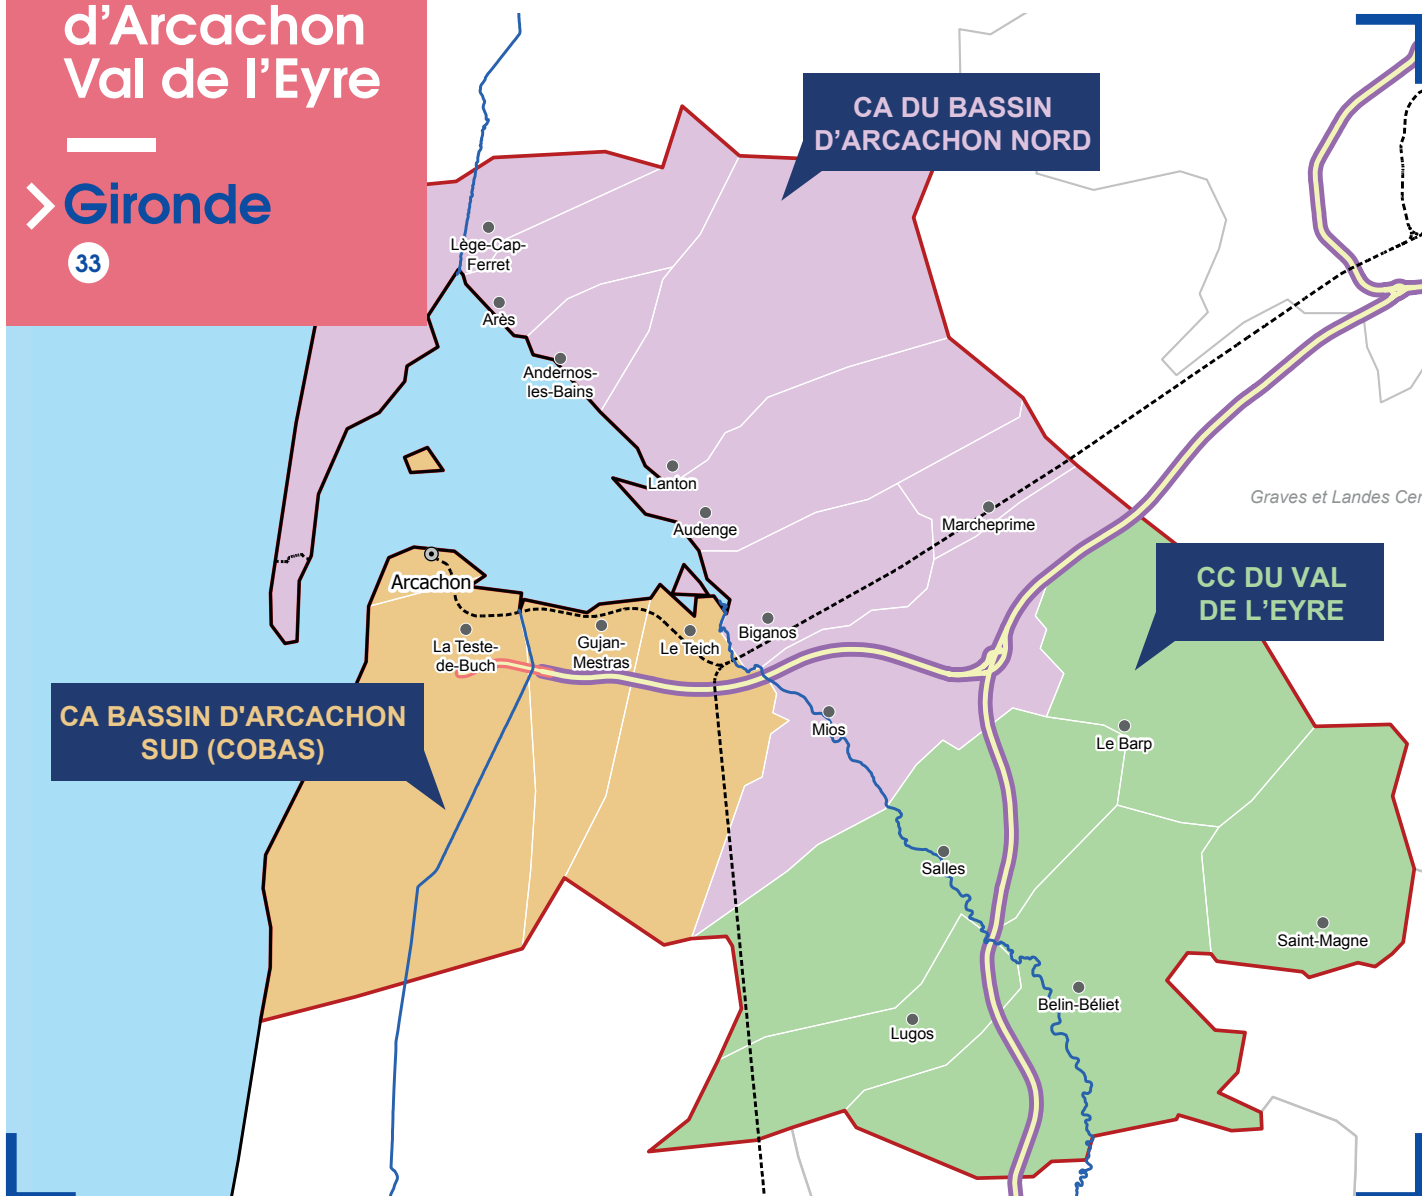 d'Arcachon
Val de l'Eyre
Gironde
33
CA DU BASSIN
D'ARCACHON NORD
Lège-Cap-
Ferret
Arès
Andernos-
les-Bains
Lanton
Audenge
Marcheprime
Graves et Landes Cer
Arcachon
CC DU VAL
DE L'EYRE
La Teste-
de-Buch
Gujan-
Mestras
Le Teich
Biganos
CA BASSIN D'ARCACHON
SUD (COBAS)
Mios
Le Barp
Salles
Saint-Magne
Belin-Béliet
Lugos